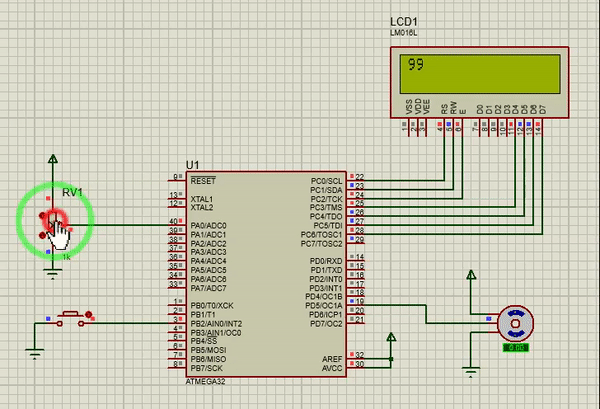 LCD1
LM016L
99
VSS VDD VEE RS RW E D0 D1 D2 D3 D4 D5 D6 D7
1 2 3 4 5 6 7 8 9 10 11 12 13 14
RV1
1k
U1
9 RESET PC0/SCL 22
PC1/SDA 23
13 XTAL1 PC2/TCK 24
12 XTAL2 PC3/TMS 25
PC4/TDO 26
40 PA0/ADC0 PC5/TDI 27
39 PA1/ADC1 PC6/TOSC1 28
38 PA2/ADC2 PC7/TOSC2 29
37 PA3/ADC3
36 PA4/ADC4 PD0/RXD 14
35 PA5/ADC5 PD1/TXD 15
34 PA6/ADC6 PD2/INT0 16
33 PA7/ADC7 PD3/INT1 17
PD4/OC1B 18
1 PB0/T0/XCK PD5/OC1A 19
2 PB1/T1 PD6/ICP1 20
3 PB2/AIN0/INT2 PD7/OC2 21
4 PB3/AIN1/OC0
5 PB4/SS
6 PB5/MOSI
7 PB6/MISO AREF 32
8 PB7/SCK AVCC 30
ATMEGA32